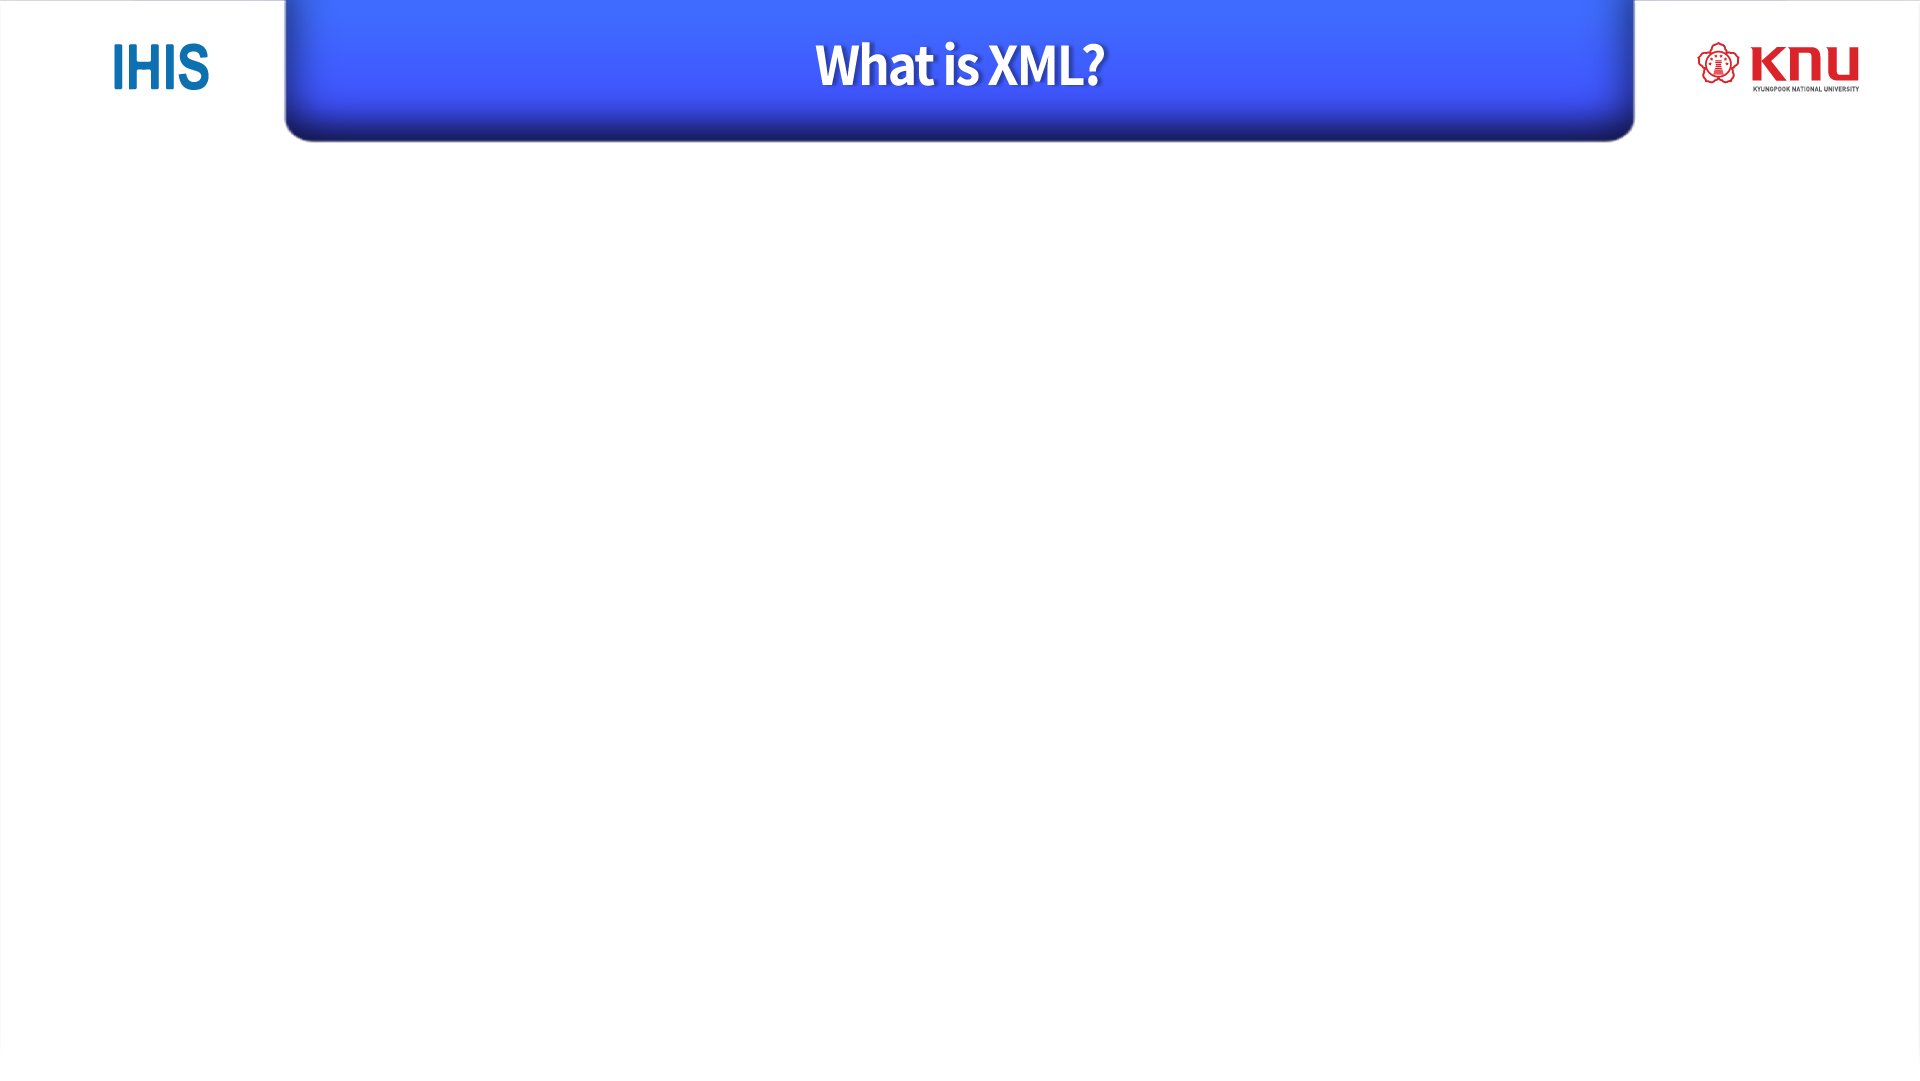 IHIS
What is XML?
KNU
KYUNGPOOK NATIONAL UNIVERSITY